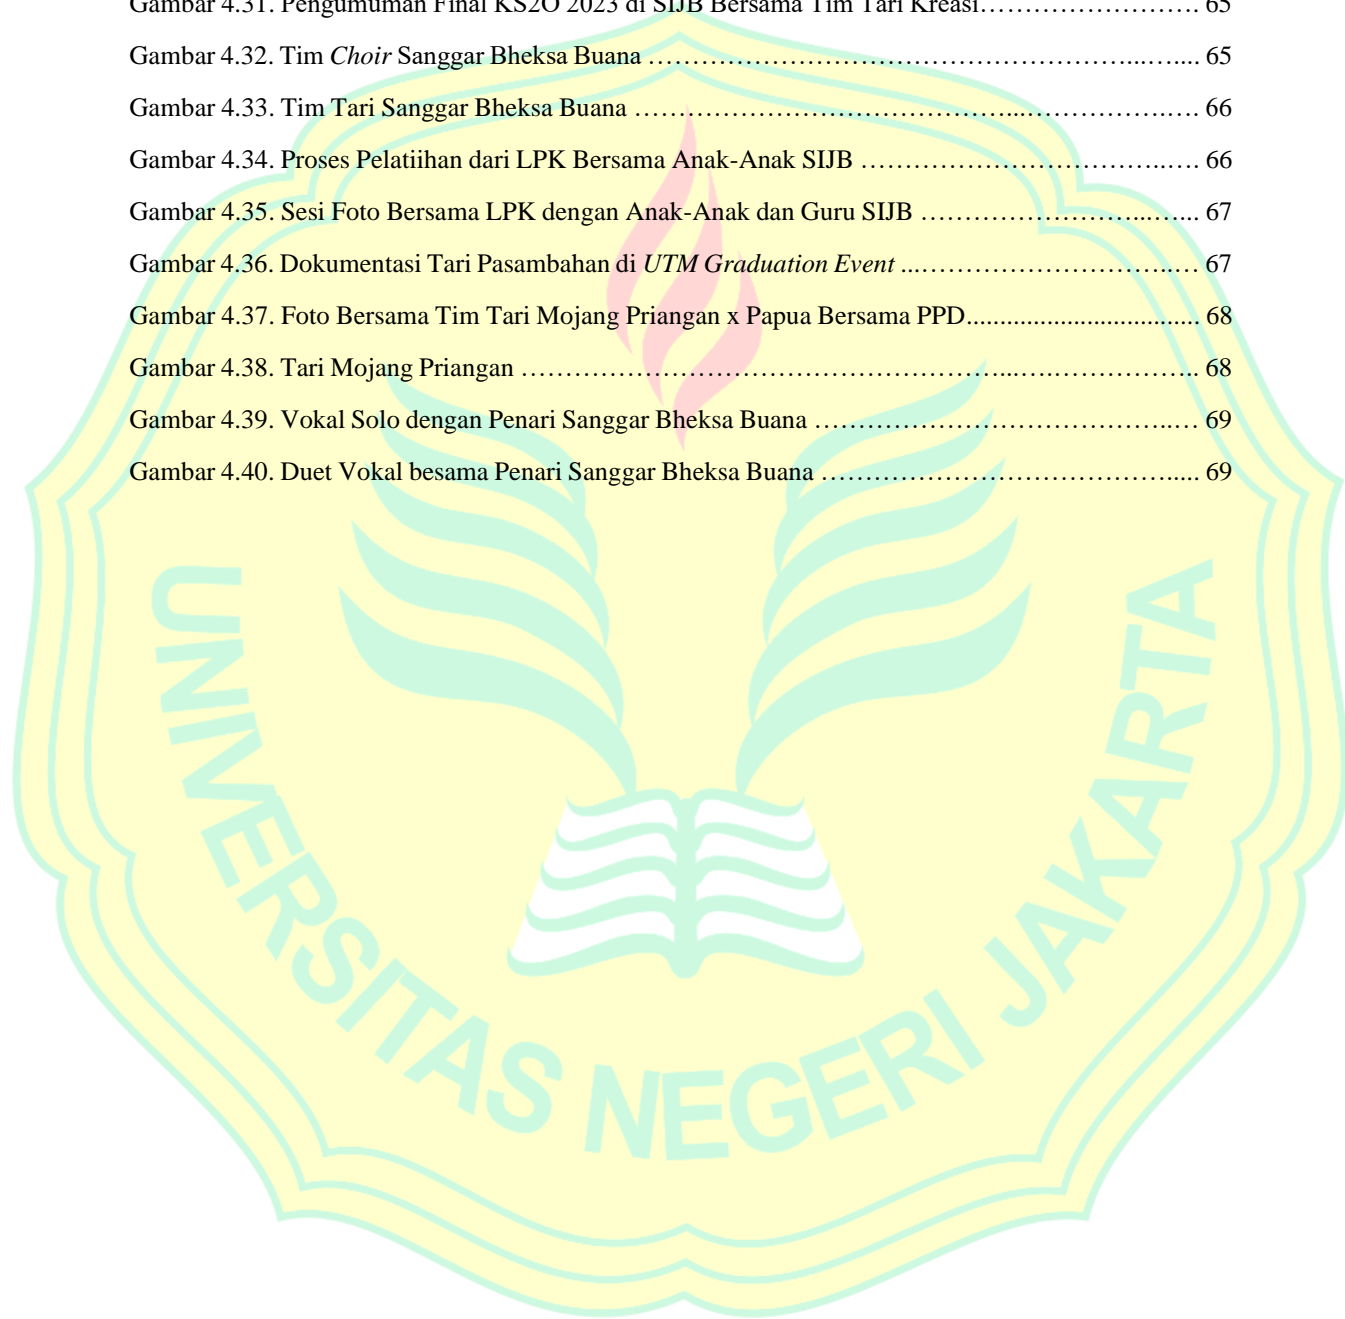 Gambar 4.31. Pengumuman Final KS2O 2023 di SIJB Bersama Tim Tari Kreasi……………………. 65
Gambar 4.32. Tim Choir Sanggar Bheksa Buana …………………………………………………...….... 65
Gambar 4.33. Tim Tari Sanggar Bheksa Buana ……………………………………...………………..…. 66
Gambar 4.34. Proses Pelatiihan dari LPK Bersama Anak-Anak SIJB …………………………..…. 66
Gambar 4.35. Sesi Foto Bersama LPK dengan Anak-Anak dan Guru SIJB ……………………...…... 67
Gambar 4.36. Dokumentasi Tari Pasambahan di UTM Graduation Event ...………………………..… 67
Gambar 4.37. Foto Bersama Tim Tari Mojang Priangan x Papua Bersama PPD................................... 68
Gambar 4.38. Tari Mojang Priangan …………………………………………………...………………….. 68
Gambar 4.39. Vokal Solo dengan Penari Sanggar Bheksa Buana …………………………………..… 69
Gambar 4.40. Duet Vokal besama Penari Sanggar Bheksa Buana …………………………………..... 69
UNIVERSITAS NEGERI JAKARTA